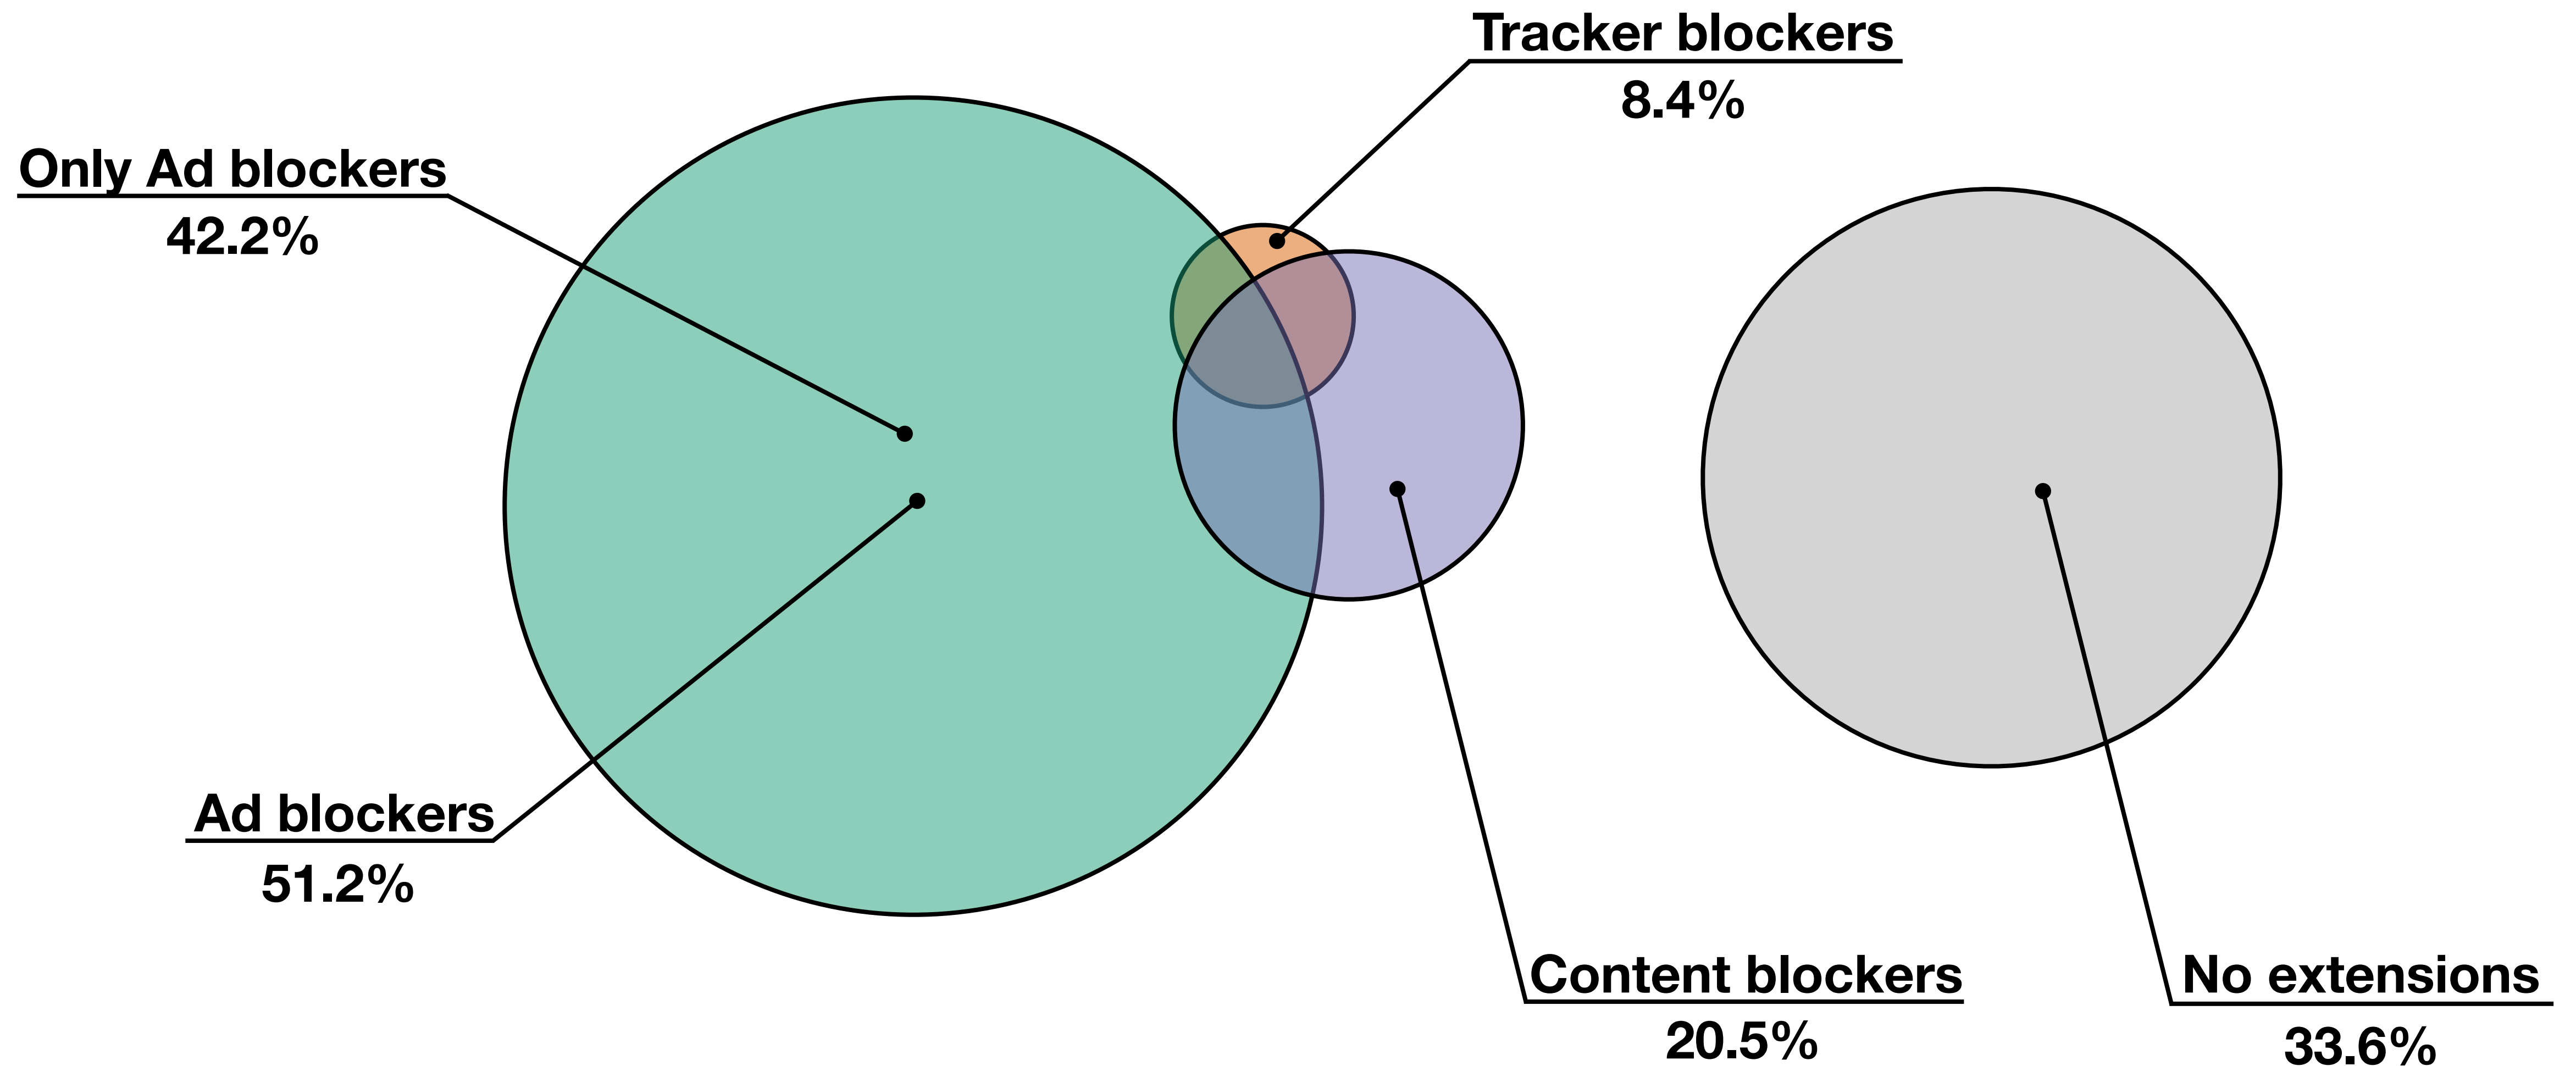 Tracker blockers
8.4%
Only Ad blockers
42.2%
Ad blockers
51.2%
Content blockers
20.5%
No extensions
33.6%